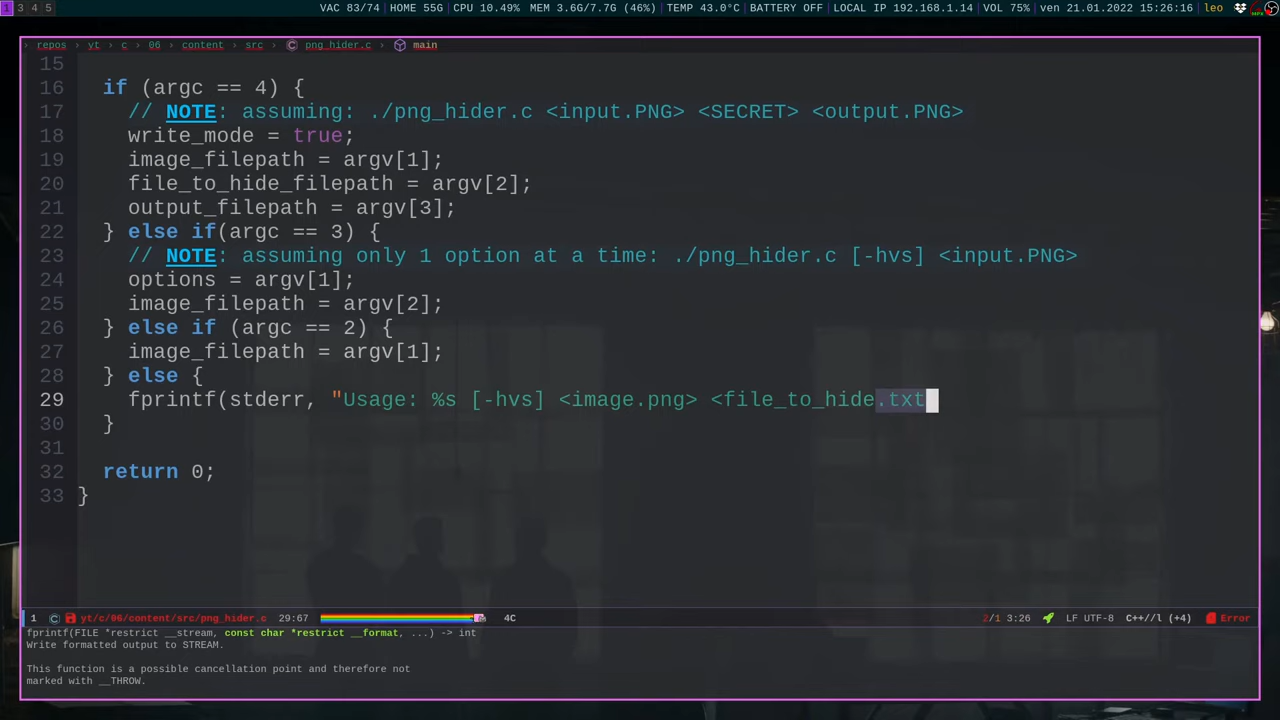 1 3 4 5 VAC 83/74 | HOME 55G | CPU 10.49% MEM 3.6G/7.7G (46%) | TEMP 43.0°C | BATTERY OFF | LOCAL IP 192.168.1.14 | VOL 75% | ven 21.01.2022 15:26:16 | leo
› repos › yt › c › 06 › content › src › png_hider.c › main
15
16 if (argc == 4) {
17 // NOTE: assuming: ./png_hider.c <input.PNG> <SECRET> <output.PNG>
18 write_mode = true;
19 image_filepath = argv[1];
20 file_to_hide_filepath = argv[2];
21 output_filepath = argv[3];
22 } else if(argc == 3) {
23 // NOTE: assuming only 1 option at a time: ./png_hider.c [-hvs] <input.PNG>
24 options = argv[1];
25 image_filepath = argv[2];
26 } else if (argc == 2) {
27 image_filepath = argv[1];
28 } else {
29 fprintf(stderr, "Usage: %s [-hvs] <image.png> <file_to_hide.txt
30 }
31
32 return 0;
33 }
1 yt/c/06/content/src/png_hider.c 29:67 4C 2/1 3:26 LF UTF-8 C++//l (+4) Error
fprintf(FILE *restrict __stream, const char *restrict __format, ...) -> int
Write formatted output to STREAM.
This function is a possible cancellation point and therefore not
marked with __THROW.